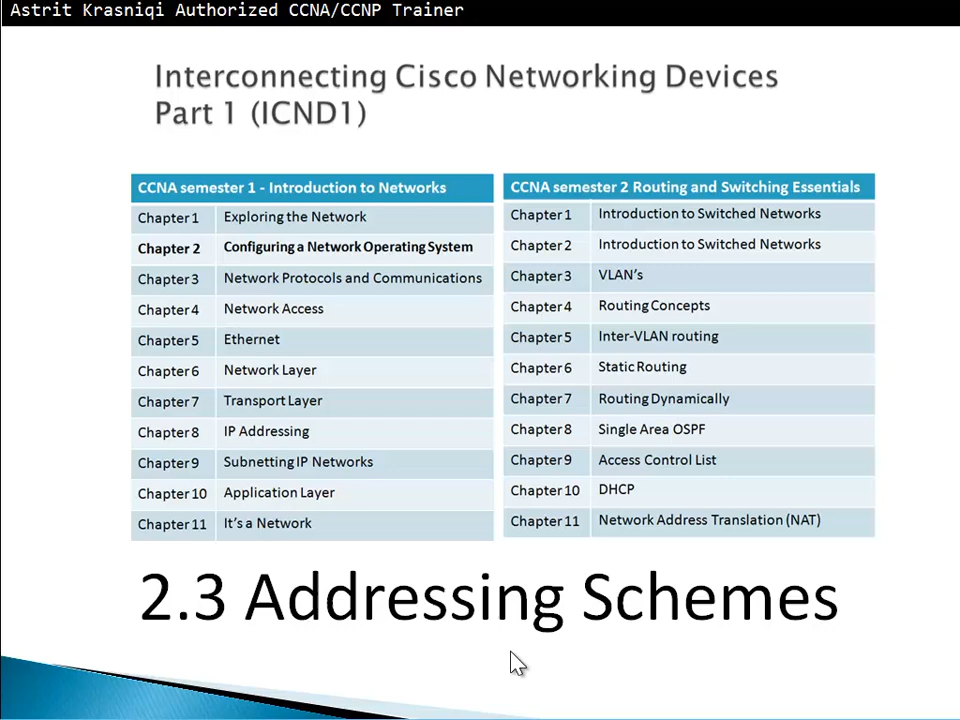 Astrit Krasniqi Authorized CCNA/CCNP Trainer
Interconnecting Cisco Networking Devices
Part 1 (ICND1)
CCNA semester 1 - Introduction to Networks
Chapter 1 Exploring the Network
Chapter 2 Configuring a Network Operating System
Chapter 3 Network Protocols and Communications
Chapter 4 Network Access
Chapter 5 Ethernet
Chapter 6 Network Layer
Chapter 7 Transport Layer
Chapter 8 IP Addressing
Chapter 9 Subnetting IP Networks
Chapter 10 Application Layer
Chapter 11 It's a Network
CCNA semester 2 Routing and Switching Essentials
Chapter 1 Introduction to Switched Networks
Chapter 2 Introduction to Switched Networks
Chapter 3 VLAN's
Chapter 4 Routing Concepts
Chapter 5 Inter-VLAN routing
Chapter 6 Static Routing
Chapter 7 Routing Dynamically
Chapter 8 Single Area OSPF
Chapter 9 Access Control List
Chapter 10 DHCP
Chapter 11 Network Address Translation (NAT)
2.3 Addressing Schemes